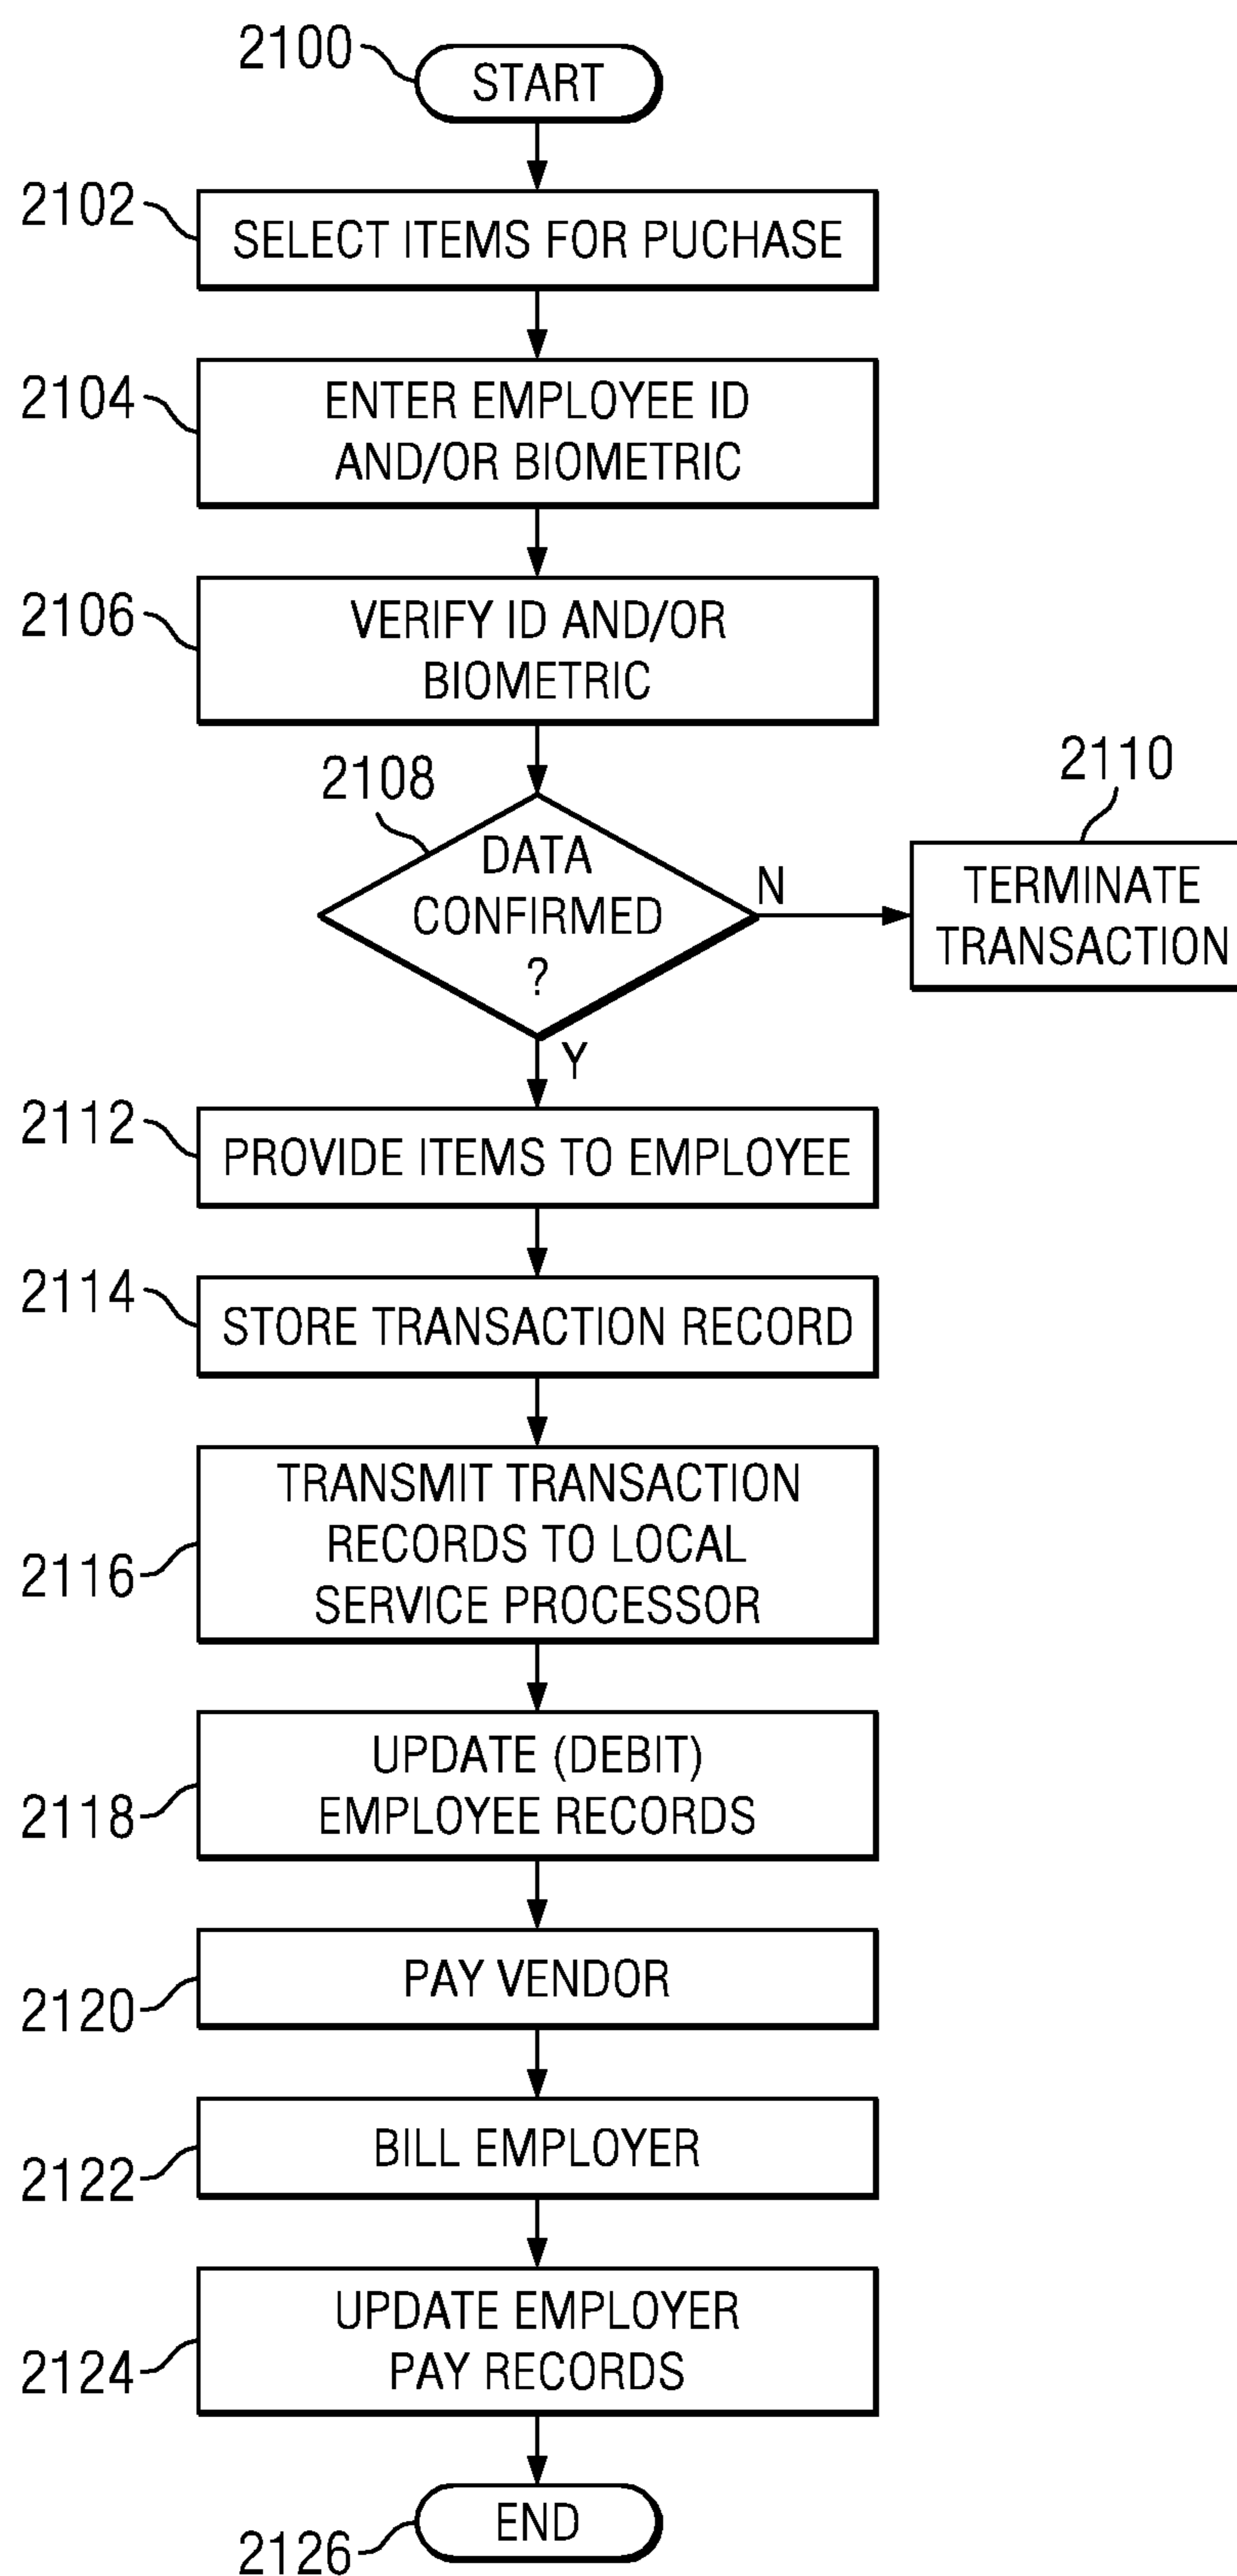 2100
START
2102
SELECT ITEMS FOR PUCHASE
2104
ENTER EMPLOYEE ID
AND/OR BIOMETRIC
2106
VERIFY ID AND/OR
BIOMETRIC
2108
DATA
CONFIRMED
?
N
2110
TERMINATE
TRANSACTION
Y
2112
PROVIDE ITEMS TO EMPLOYEE
2114
STORE TRANSACTION RECORD
2116
TRANSMIT TRANSACTION
RECORDS TO LOCAL
SERVICE PROCESSOR
2118
UPDATE (DEBIT)
EMPLOYEE RECORDS
2120
PAY VENDOR
2122
BILL EMPLOYER
2124
UPDATE EMPLOYER
PAY RECORDS
END
2126